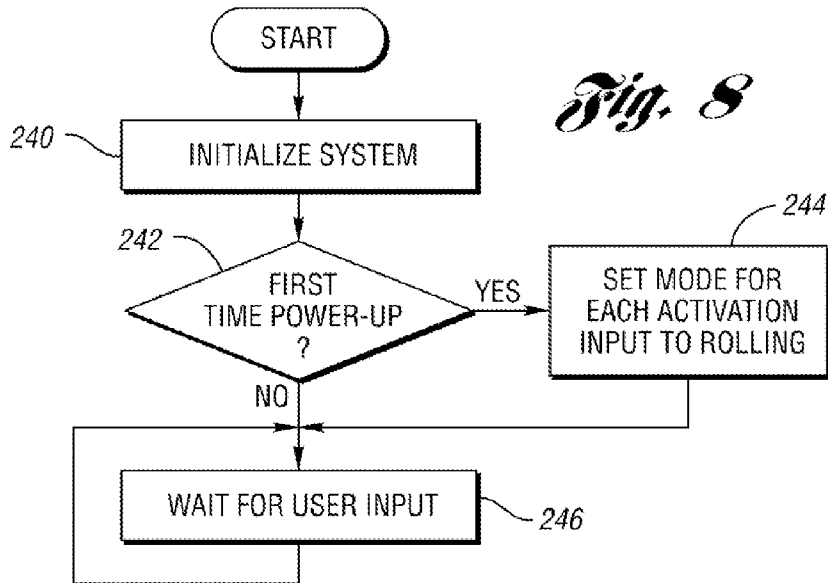 START
Fig. 8
240
INITIALIZE SYSTEM
242
FIRST
TIME POWER-UP
?
YES
244
SET MODE FOR
EACH ACTIVATION
INPUT TO ROLLING
NO
WAIT FOR USER INPUT
246